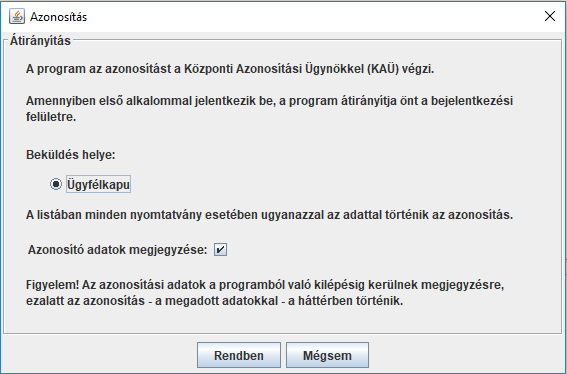 Azonosítás
Átirányítás
A program az azonosítást a Központi Azonosítási Ügynökkel (KAÜ) végzi.
Amennyiben első alkalommal jelentkezik be, a program átirányítja önt a bejelentkezési
felületre.
Beküldés helye:
Ügyfélkapu
A listában minden nyomtatvány esetében ugyanazzal az adattal történik az azonosítás.
Azonosító adatok megjegyzése:
Figyelem! Az azonosítási adatok a programból való kilépésig kerülnek megjegyzésre,
ezalatt az azonosítás - a megadott adatokkal - a háttérben történik.
Rendben
Mégsem